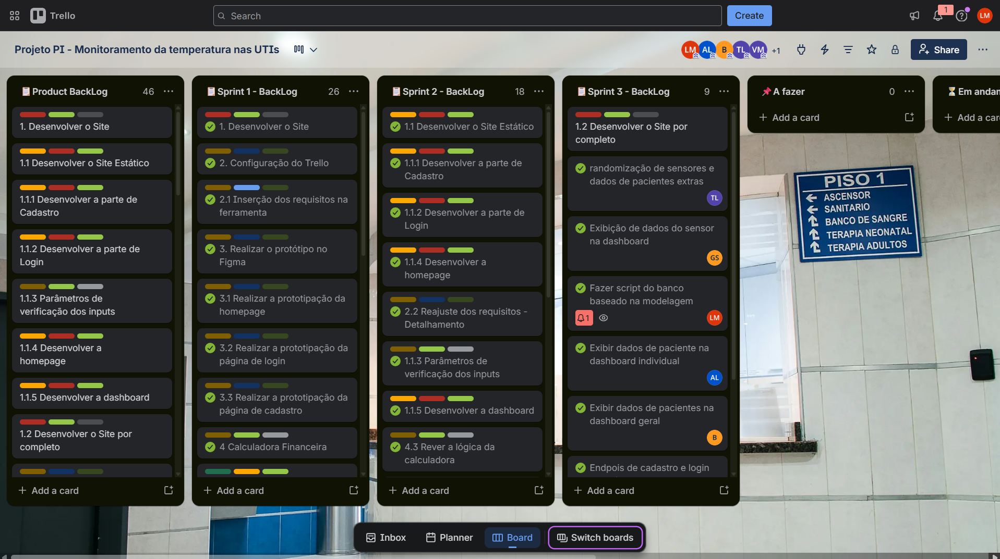 Trello
Search
Create
1
LM
Projeto PI - Monitoramento da temperatura nas UTIs
LM
AL
B
TL
VM
+1
Share
Product BackLog
46
1. Desenvolver o Site
1.1 Desenvolver o Site Estático
1.1.1 Desenvolver a parte de
Cadastro
1.1.2 Desenvolver a parte de
Login
1.1.3 Parâmetros de
verificação dos inputs
1.1.4 Desenvolver a
homepage
1.1.5 Desenvolver a dashboard
1.2 Desenvolver o Site por
completo
Add a card
Sprint 1 - BackLog
26
1. Desenvolver o Site
2. Configuração do Trello
2.1 Inserção dos requisitos na
ferramenta
3. Realizar o protótipo no
Figma
3.1 Realizar a prototipação da
homepage
3.2 Realizar a prototipação da
página de login
3.3 Realizar a prototipação da
página de cadastro
4 Calculadora Financeira
Add a card
Sprint 2 - BackLog
18
1.1 Desenvolver o Site Estático
1.1.1 Desenvolver a parte de
Cadastro
1.1.2 Desenvolver a parte de
Login
1.1.4 Desenvolver a
homepage
2.2 Reajuste dos requisitos -
Detalhamento
1.1.3 Parâmetros de
verificação dos inputs
1.1.5 Desenvolver a dashboard
4.3 Rever a lógica da
calculadora
Add a card
Sprint 3 - BackLog
9
1.2 Desenvolver o Site por
completo
randomização de sensores e
dados de pacientes extras
TL
Exibição de dados do sensor
na dashboard
GS
Fazer script do banco
baseado na modelagem
1
LM
Exibir dados de paciente na
dashboard individual
AL
Exibir dados de pacientes na
dashboard geral
B
Endpois de cadastro e login
Add a card
A fazer
0
Add a card
Em andam
Add a car
PISO 1
ASCENSOR
SANITARIO
BANCO DE SANGRE
TERAPIA NEONATAL
TERAPIA ADULTOS
Inbox
Planner
Board
Switch boards